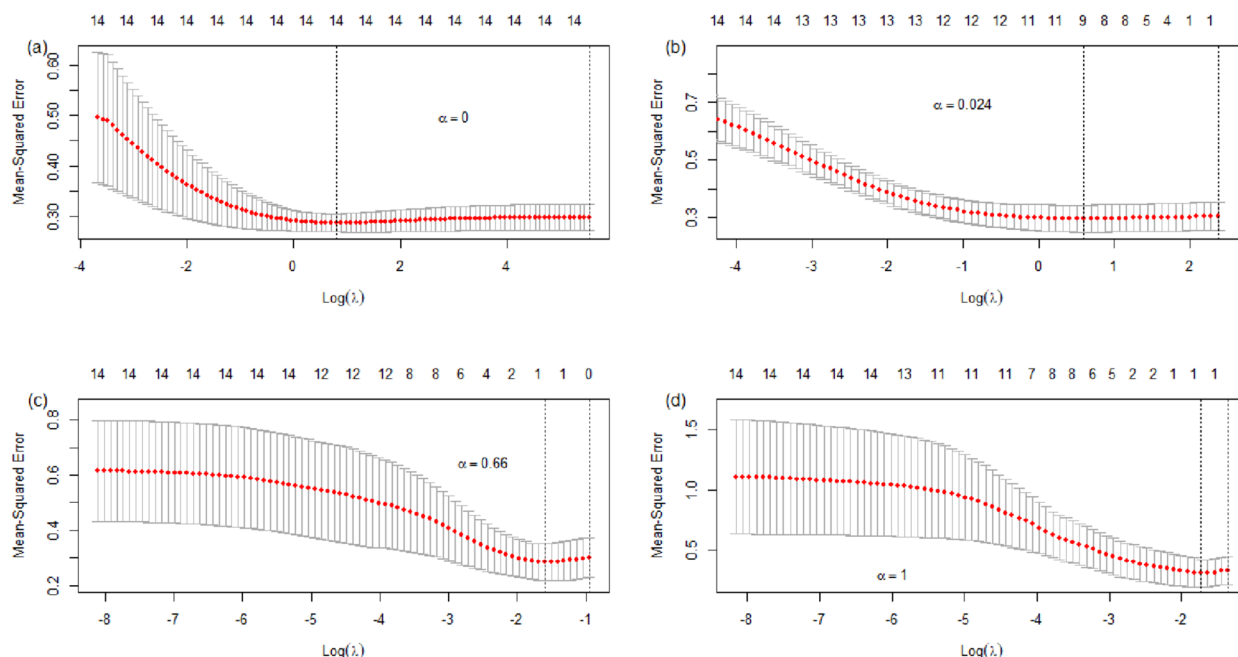 14 14 14 14 14 14 14 14 14 14 14 14 14 14
(a)
Mean-Squared Error
0.30 0.40 0.50 0.60
α = 0
-4 -2 0 2 4
Log(λ)
14 14 13 13 13 13 12 12 11 11 9 8 8 5 4 1 1
(b)
Mean-Squared Error
0.3 0.5 0.7
α = 0.024
-4 -3 -2 -1 0 1 2
Log(λ)
14 14 14 14 14 14 14 12 12 12 8 8 6 4 2 1 1 0
(c)
Mean-Squared Error
0.2 0.4 0.6 0.8
α = 0.66
-8 -7 -6 -5 -4 -3 -2 -1
Log(λ)
14 14 14 14 14 13 11 11 11 7 8 8 6 5 2 2 1 1 1
(d)
Mean-Squared Error
0.5 1.0 1.5
α = 1
-8 -7 -6 -5 -4 -3 -2
Log(λ)